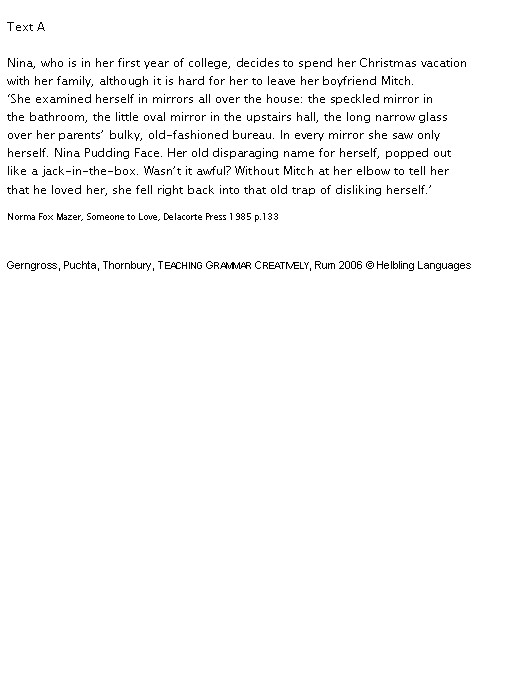 Text A
Nina, who is in her first year of college, decides to spend her Christmas vacation
with her family, although it is hard for her to leave her boyfriend Mitch.
‘She examined herself in mirrors all over the house: the speckled mirror in
the bathroom, the little oval mirror in the upstairs hall, the long narrow glass
over her parents’ bulky, old-fashioned bureau. In every mirror she saw only
herself. Nina Pudding Face. Her old disparaging name for herself, popped out
like a jack-in-the-box. Wasn’t it awful? Without Mitch at her elbow to tell her
that he loved her, she fell right back into that old trap of disliking herself.’
Norma Fox Mazer, Someone to Love, Delacorte Press 1985 p.133
Gerngross, Puchta, Thornbury, TEACHING GRAMMAR CREATIVELY, Rum 2006 © Helbling Languages